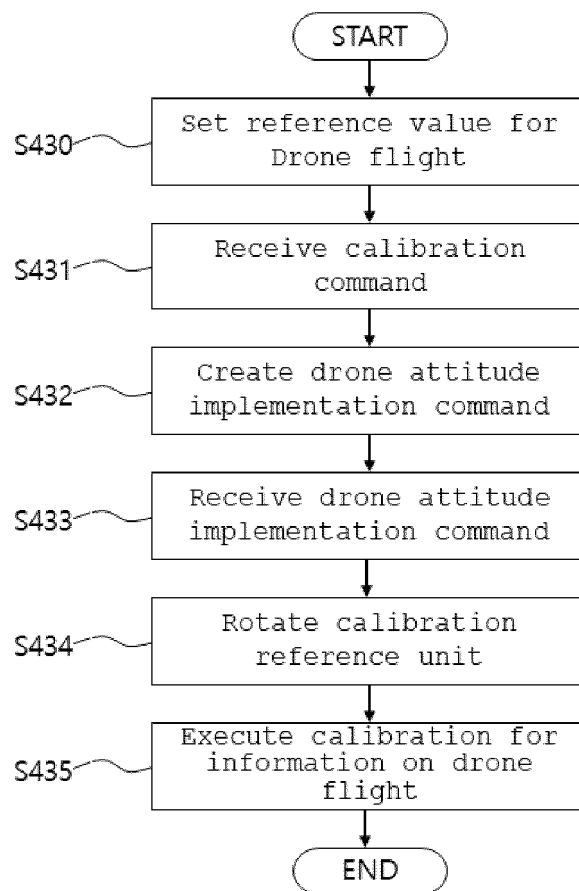 START
S430
Set reference value for
Drone flight
S431
Receive calibration
command
S432
Create drone attitude
implementation command
S433
Receive drone attitude
implementation command
S434
Rotate calibration
reference unit
S435
Execute calibration for
information on drone
flight
END